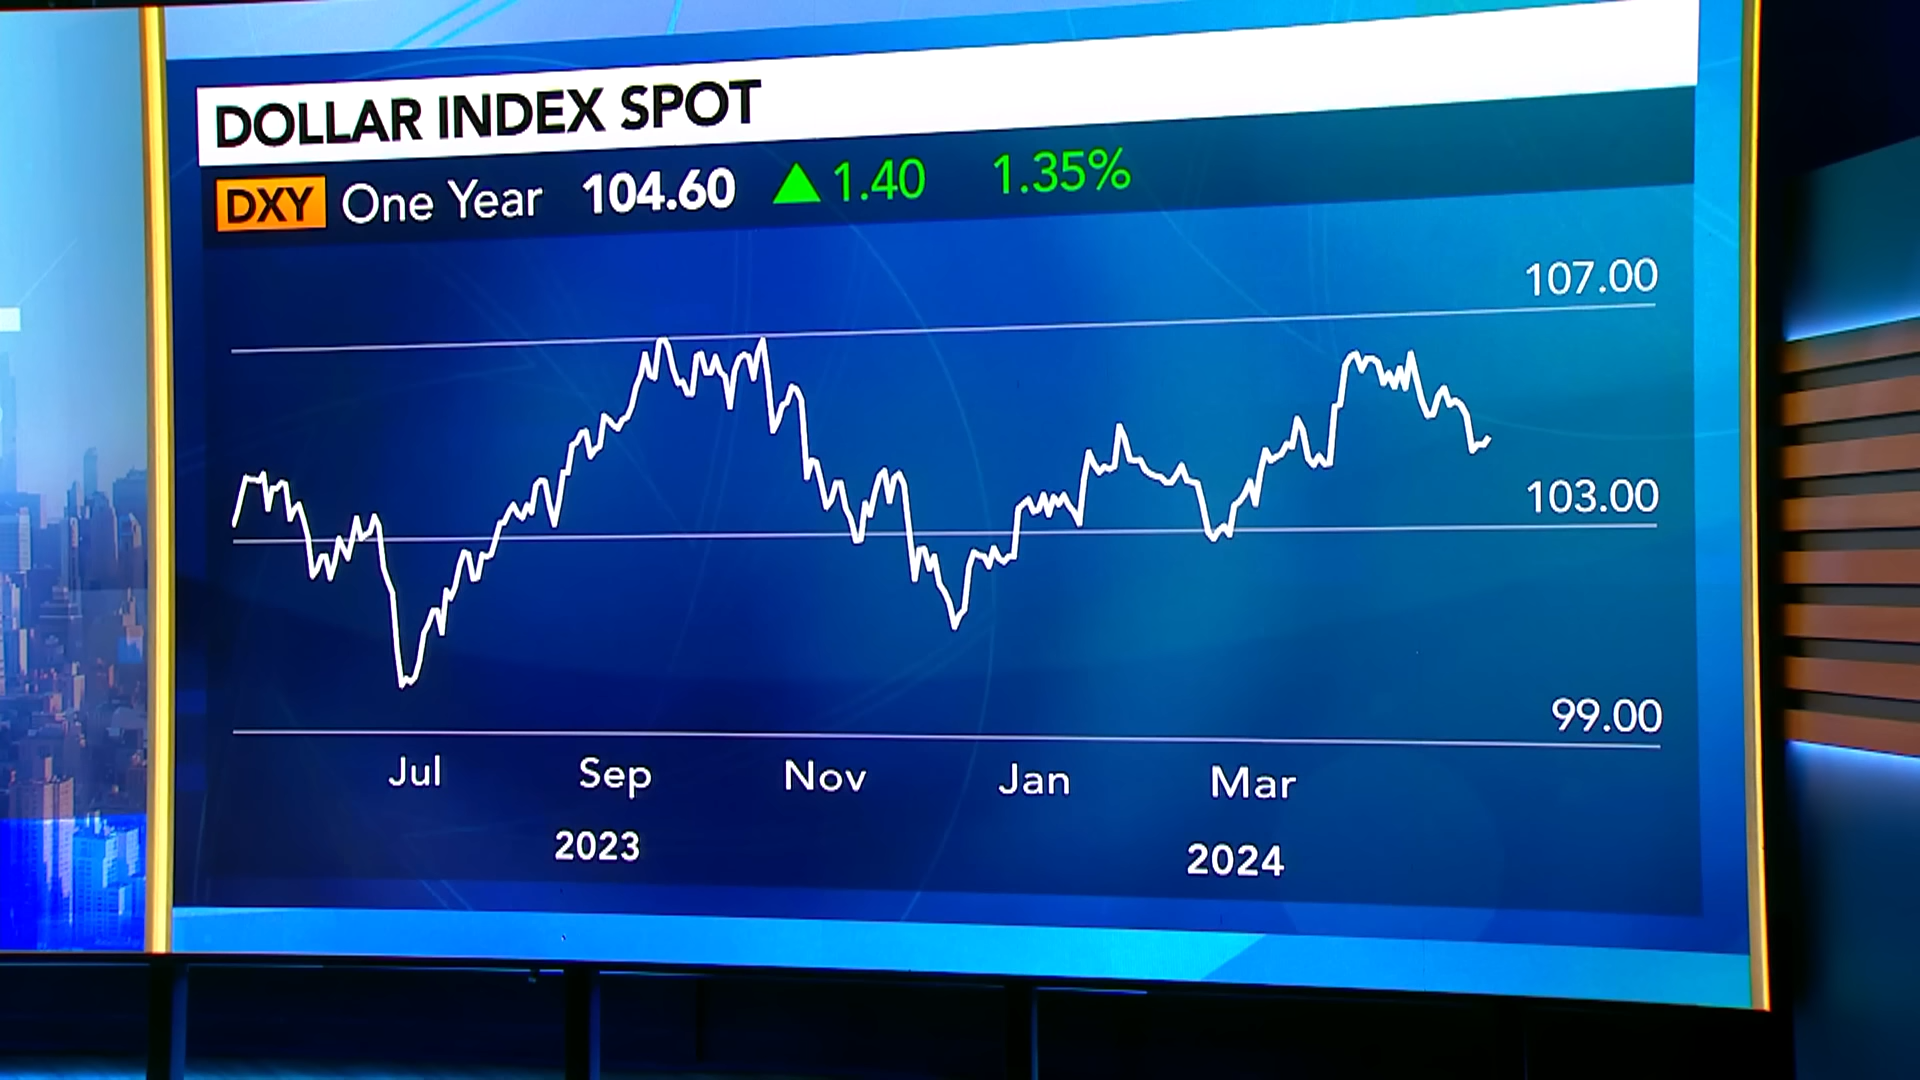 DOLLAR INDEX SPOT
DXY One Year 104.60 ▲ 1.40 1.35%
107.00
103.00
99.00
Jul Sep Nov Jan Mar
2023 2024